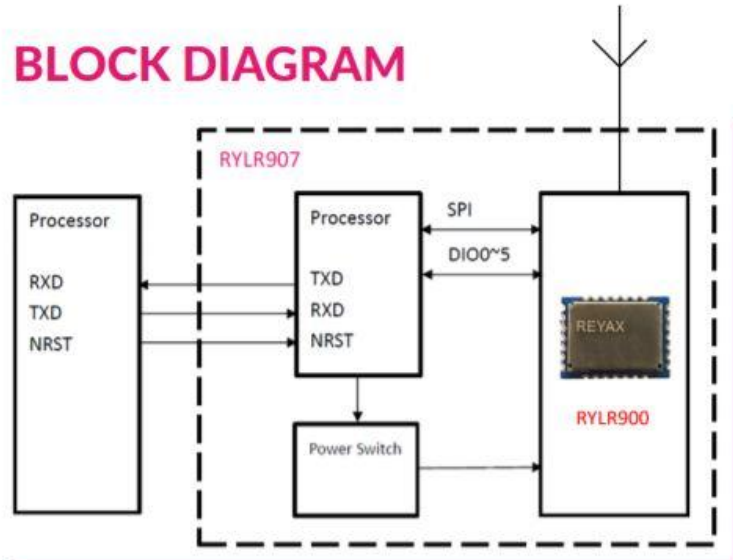 BLOCK DIAGRAM
RYLR907
Processor
RXD
TXD
NRST
Processor
TXD
RXD
NRST
SPI
DIO0~5
REYAX
RYLR900
Power Switch